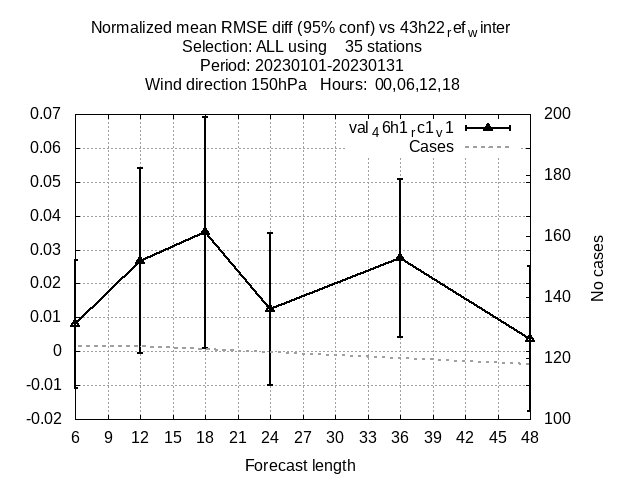 Normalized mean RMSE diff (95% conf) vs 43h22refwinter
Selection: ALL using 35 stations
Period: 20230101-20230131
Wind direction 150hPa Hours: 00,06,12,18
val46h1rc1v1
Cases
0.07
0.06
0.05
0.04
0.03
0.02
0.01
0
-0.01
-0.02
200
180
160
140
120
100
No cases
6 9 12 15 18 21 24 27 30 33 36 39 42 45 48
Forecast length